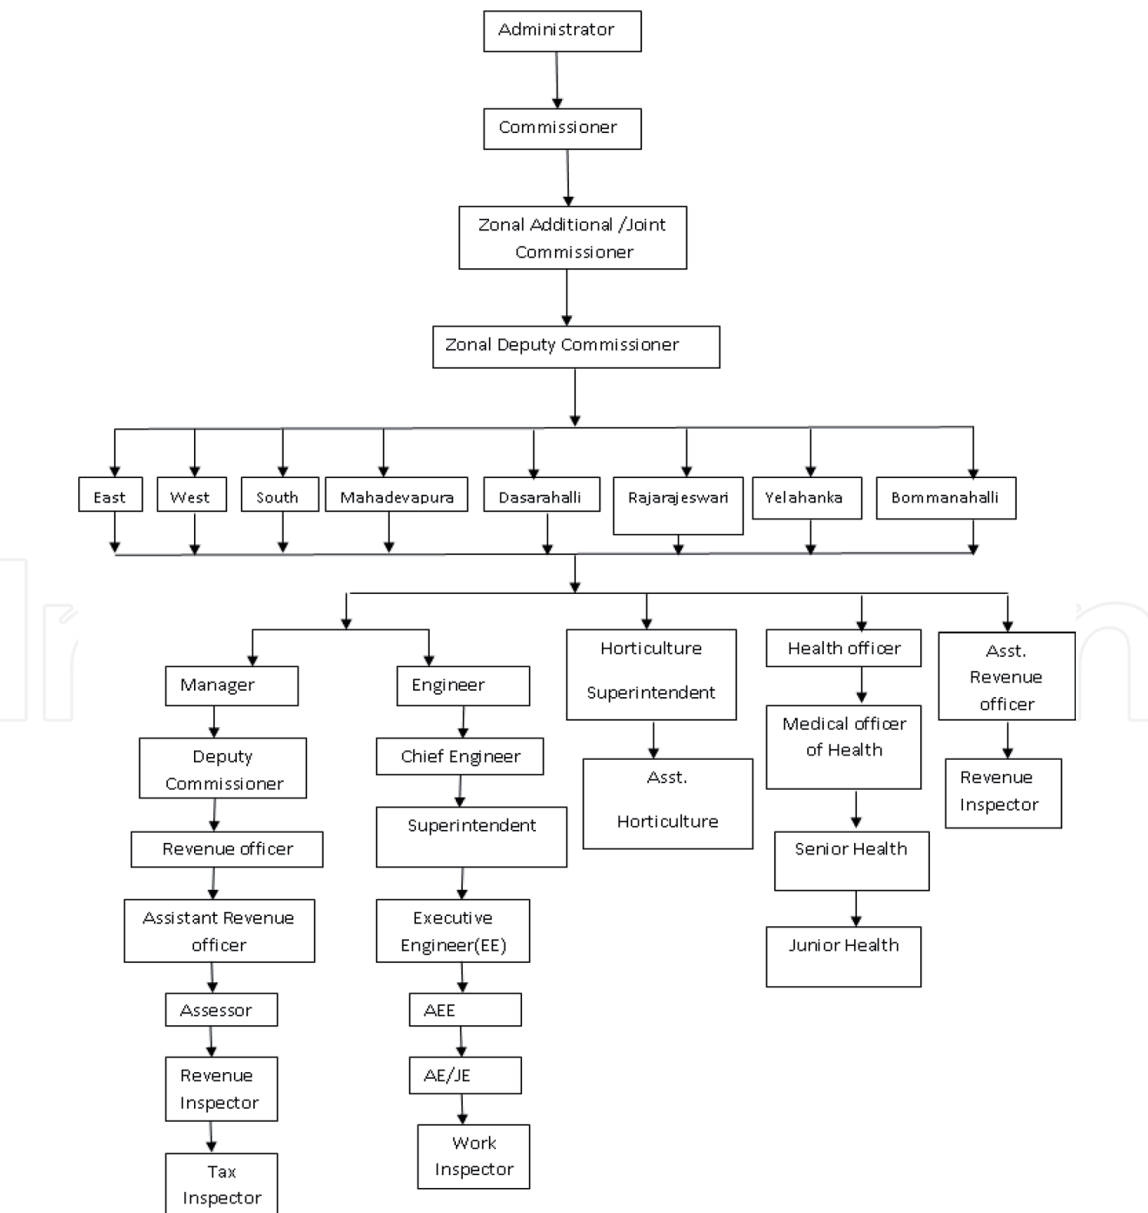 Administrator
Commissioner
Zonal Additional /Joint
Commissioner
Zonal Deputy Commissioner
East
West
South
Mahadevapura
Dasarahalli
Rajarajeswari
Yelahanka
Bommanahalli
Manager
Deputy
Commissioner
Revenue officer
Assistant Revenue
officer
Assessor
Revenue
Inspector
Tax
Inspector
Engineer
Chief Engineer
Superintendent
Executive
Engineer(EE)
AEE
AE/JE
Work
Inspector
Horticulture
Superintendent
Asst.
Horticulture
Health officer
Medical officer
of Health
Senior Health
Junior Health
Asst.
Revenue
officer
Revenue
Inspector